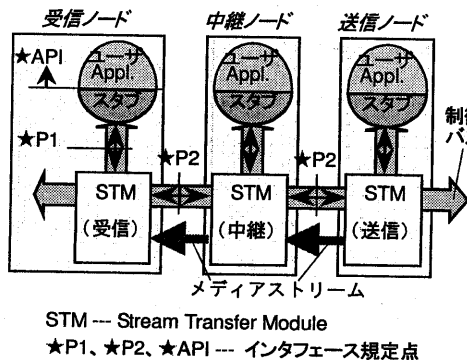 受信ノード 中継ノード 送信ノード
★API
ユーザ ユーザ ユーザ
Appl. Appl. Appl.
スタブ スタブ スタブ
★P1
★P2 ★P2
制
バ
STM STM STM
(受信) (中継) (送信)
メディアストリーム
STM --- Stream Transfer Module
★P1、★P2、★API --- インタフェース規定点